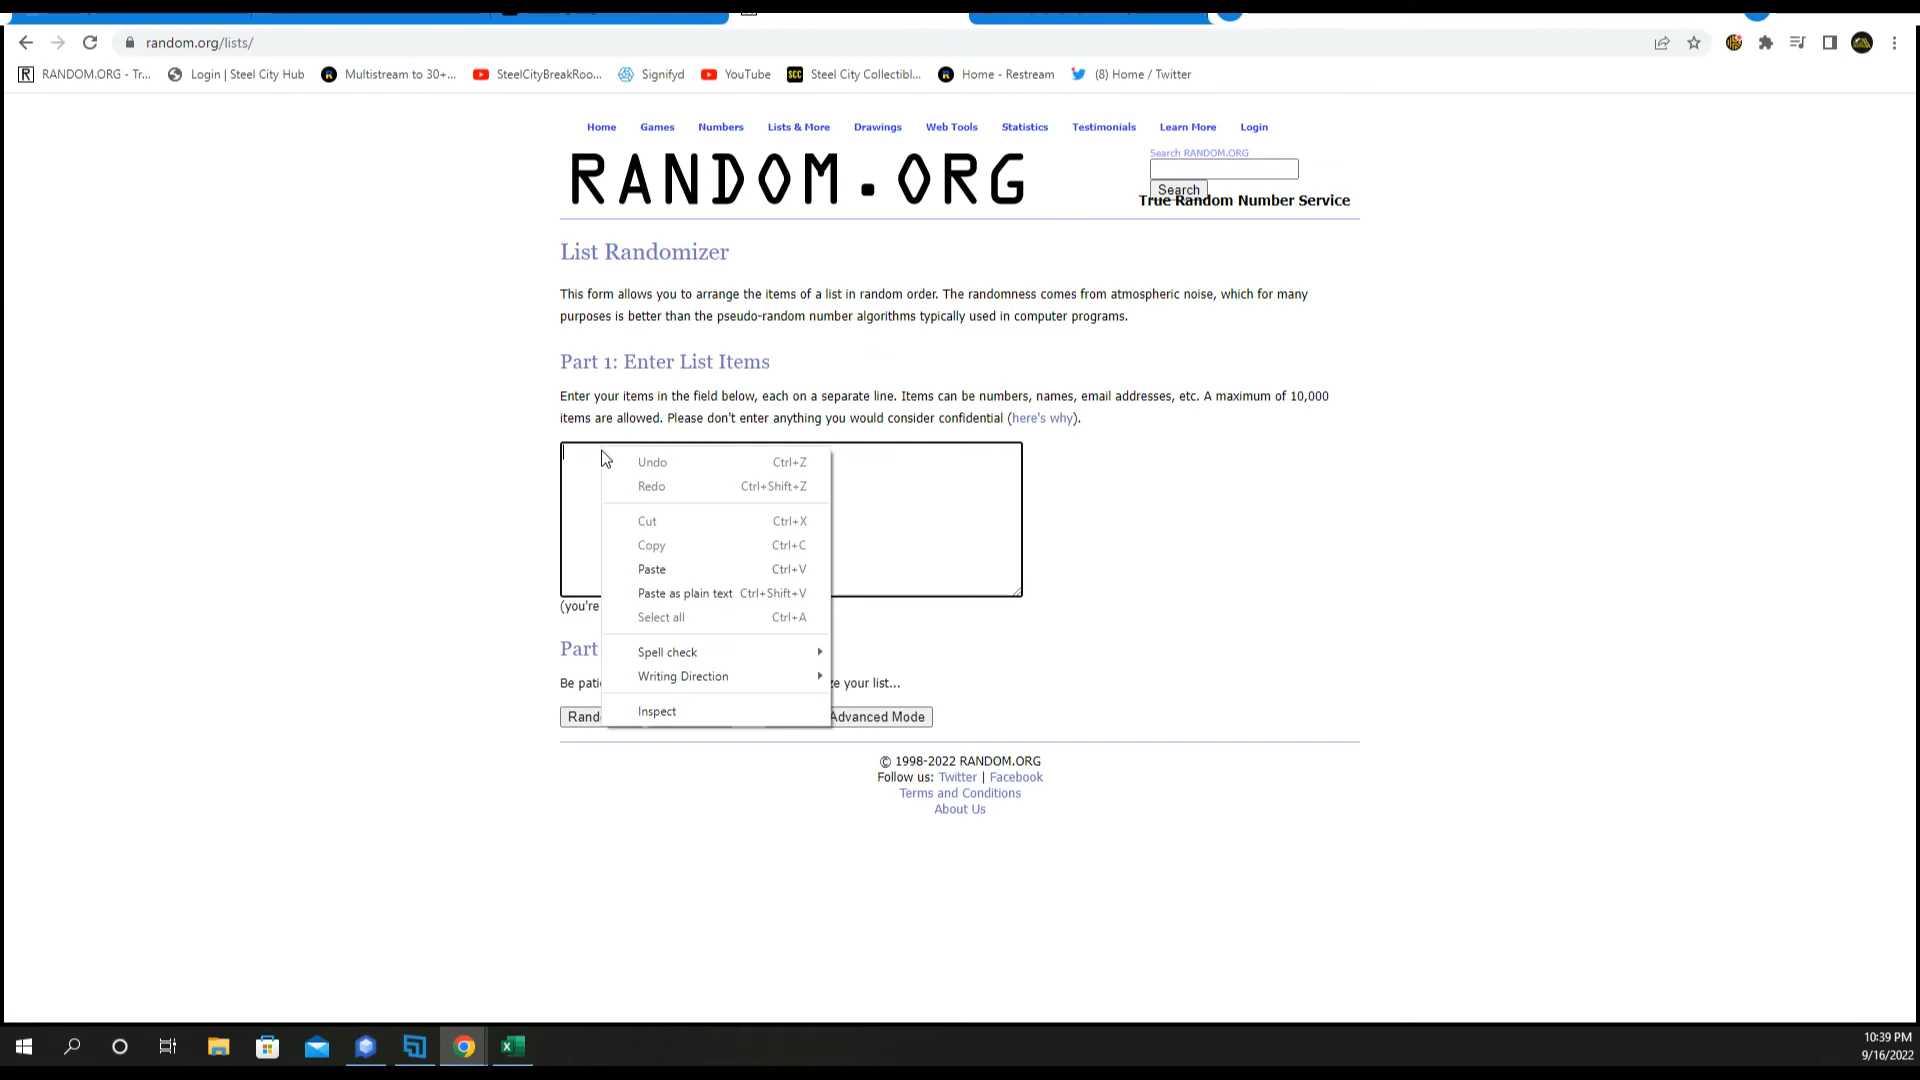 random.org/lists/
RANDOM.ORG - Tr... Login | Steel City Hub Multistream to 30+... SteelCityBreakRoo... Signifyd YouTube SCC Steel City Collectibl... Home - Restream (8) Home / Twitter
Home Games Numbers Lists & More Drawings Web Tools Statistics Testimonials Learn More Login
RANDOM.ORG
Search RANDOM.ORG
Search
True Random Number Service
List Randomizer
This form allows you to arrange the items of a list in random order. The randomness comes from atmospheric noise, which for many
purposes is better than the pseudo-random number algorithms typically used in computer programs.
Part 1: Enter List Items
Enter your items in the field below, each on a separate line. Items can be numbers, names, email addresses, etc. A maximum of 10,000
items are allowed. Please don't enter anything you would consider confidential (here's why).
Undo Ctrl+Z
Redo Ctrl+Shift+Z
Cut Ctrl+X
Copy Ctrl+C
Paste Ctrl+V
Paste as plain text Ctrl+Shift+V
Select all Ctrl+A
Spell check
Writing Direction
Inspect
(you're
Part
Be pati ze your list...
Rand Advanced Mode
© 1998-2022 RANDOM.ORG
Follow us: Twitter | Facebook
Terms and Conditions
About Us
10:39 PM
9/16/2022